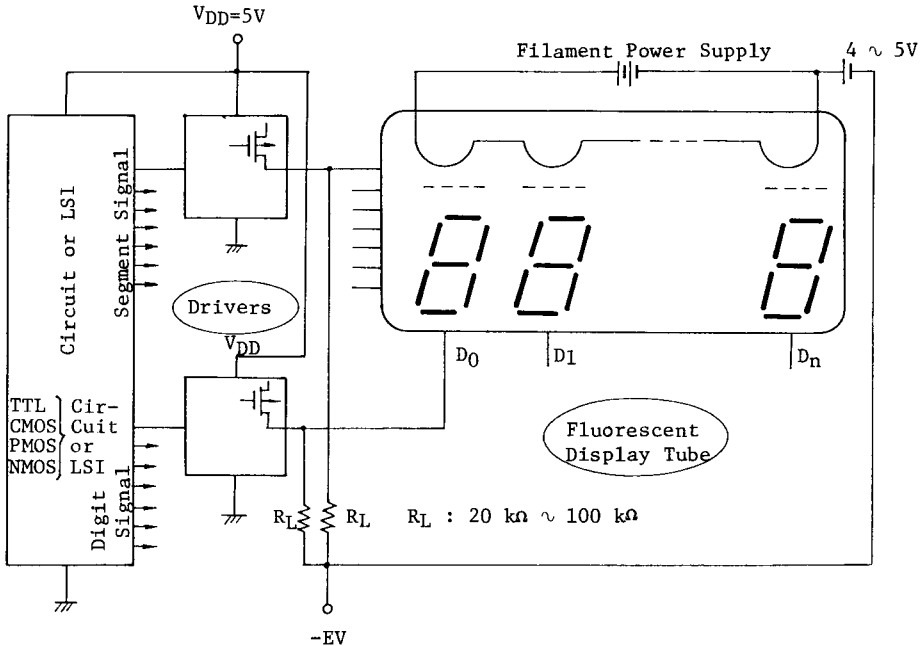 VDD=5V
Filament Power Supply
4 ~ 5V
Circuit or LSI
Segment Signal
Drivers
VDD
D0
D1
Dn
TTL
CMOS
PMOS
NMOS
Cir-
Cuit
or
LSI
Digit
Signal
Fluorescent
Display Tube
RL
RL
RL : 20 kΩ ~ 100 kΩ
-EV